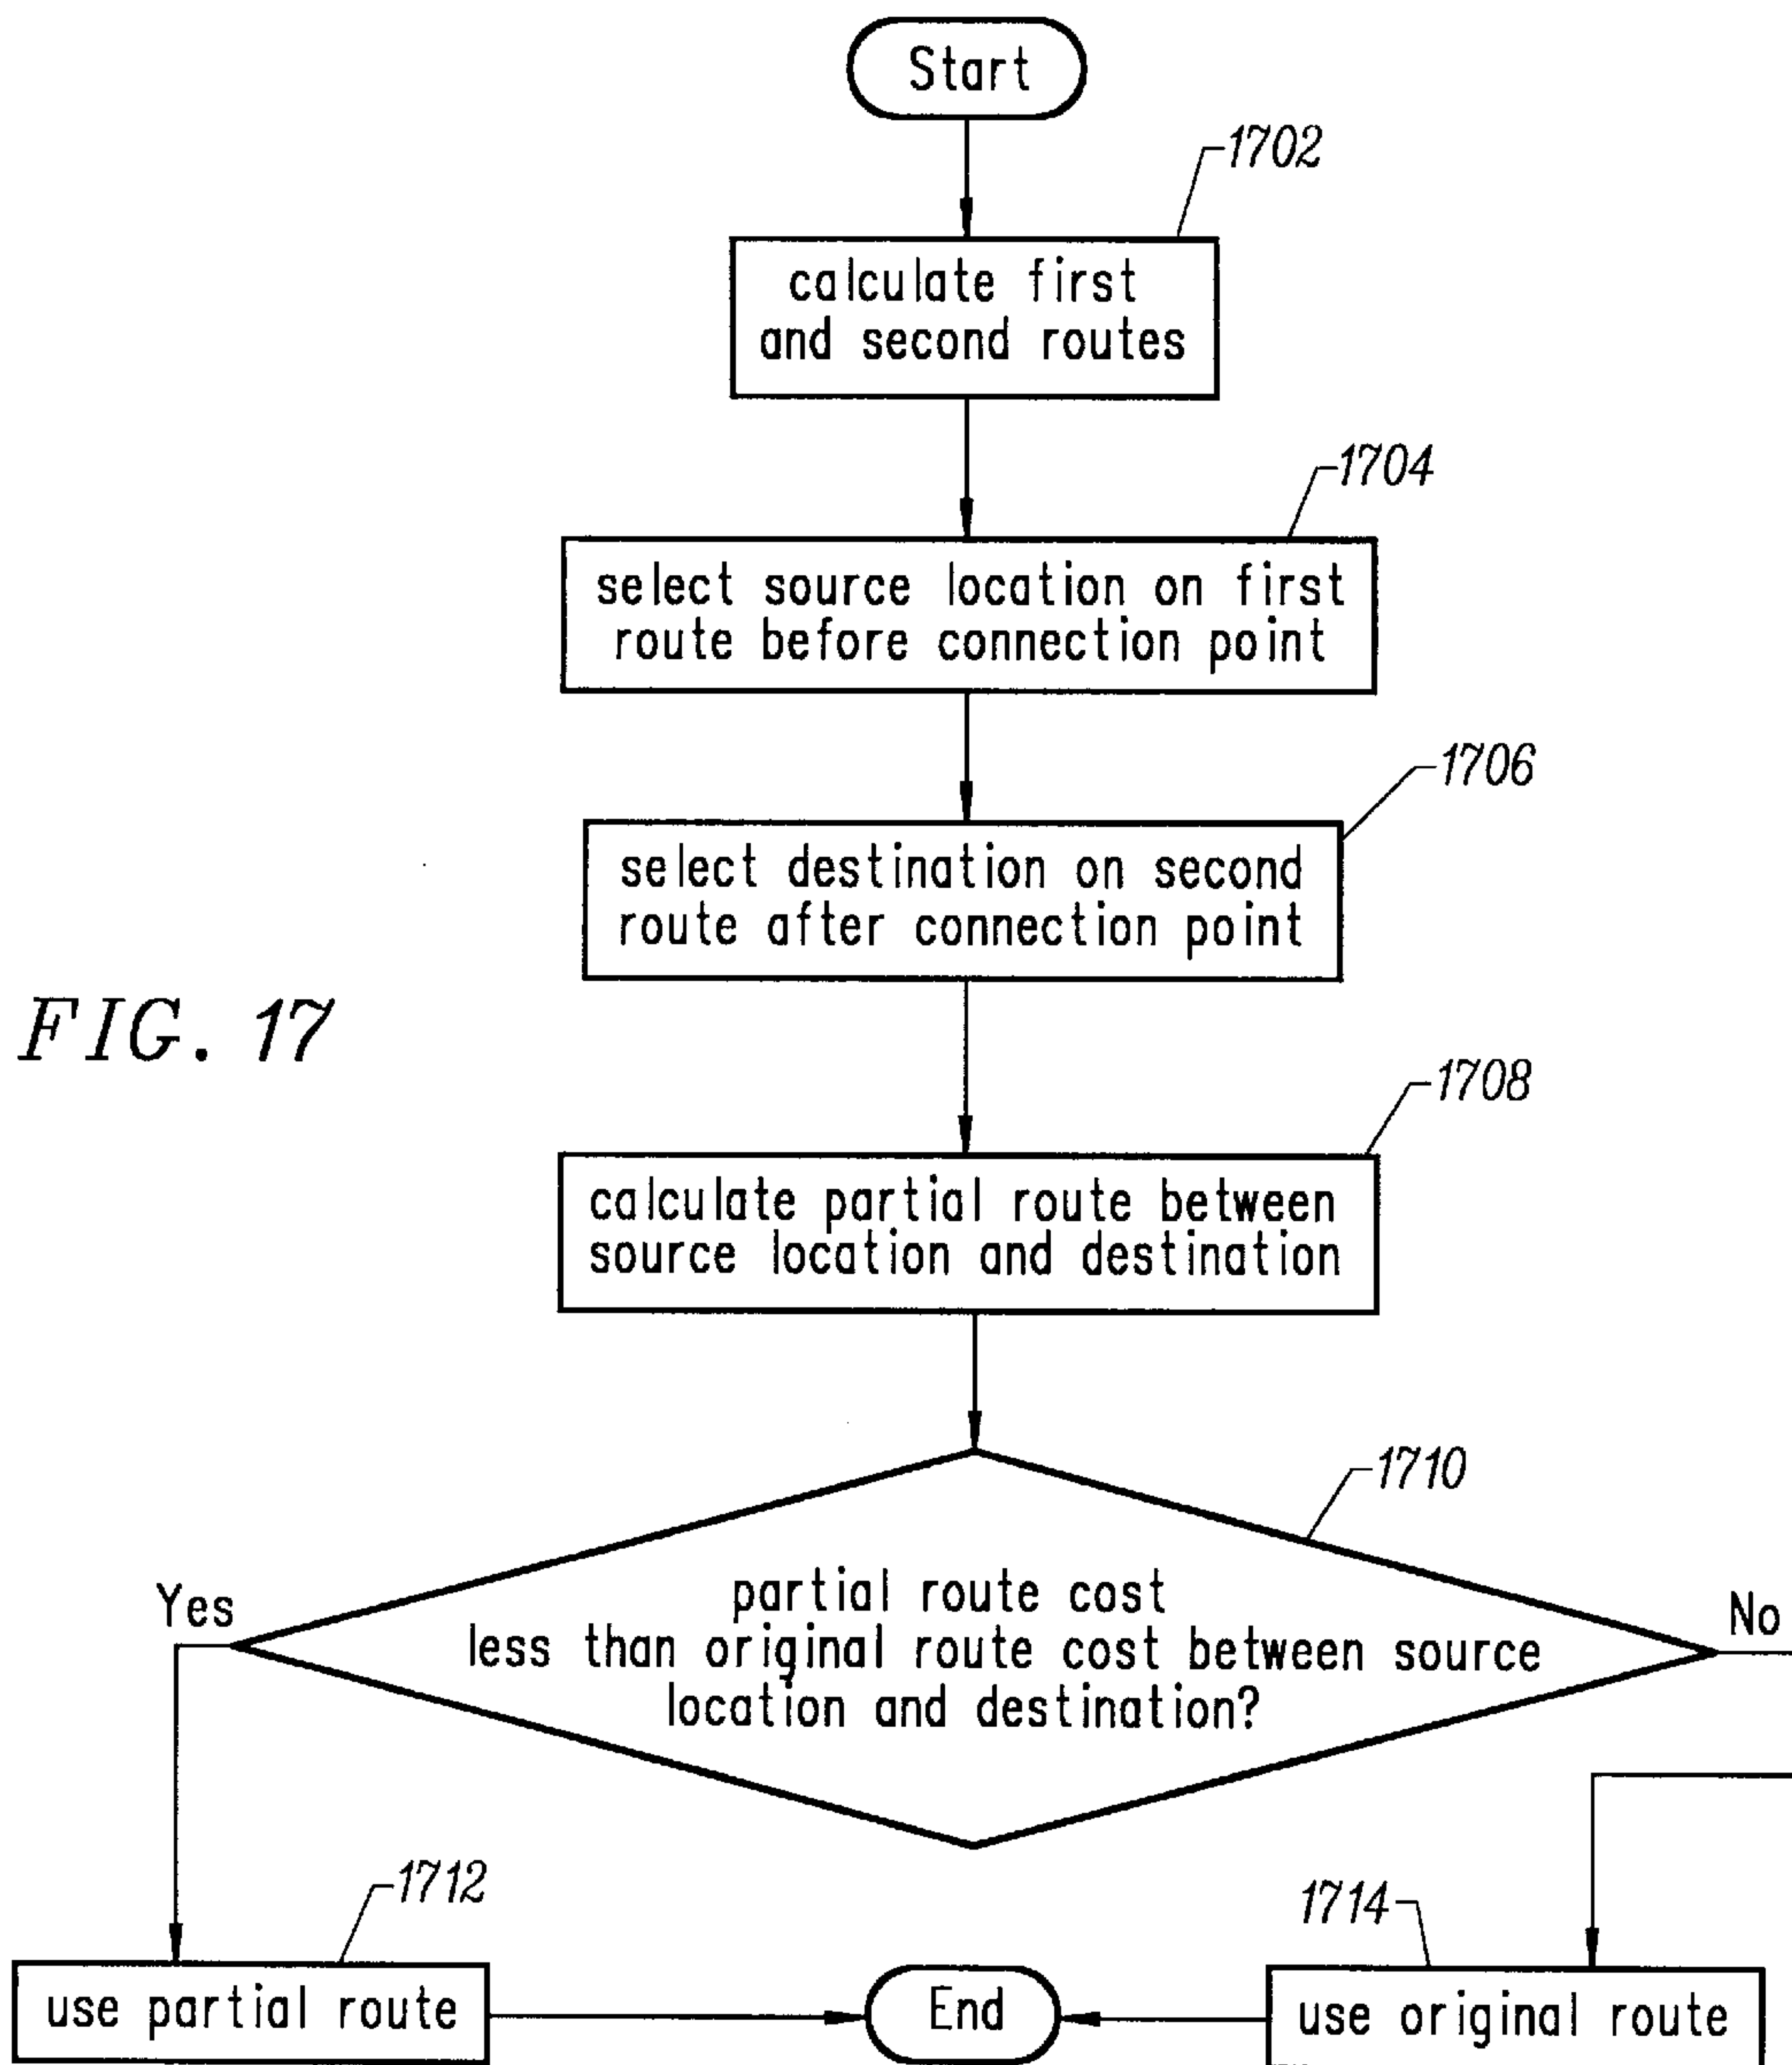 Start
1702
calculate first
and second routes
1704
select source location on first
route before connection point
1706
select destination on second
route after connection point
FIG. 17
1708
calculate partial route between
source location and destination
1710
partial route cost
less than original route cost between source
location and destination?
Yes
No
1712
use partial route
End
1714
use original route